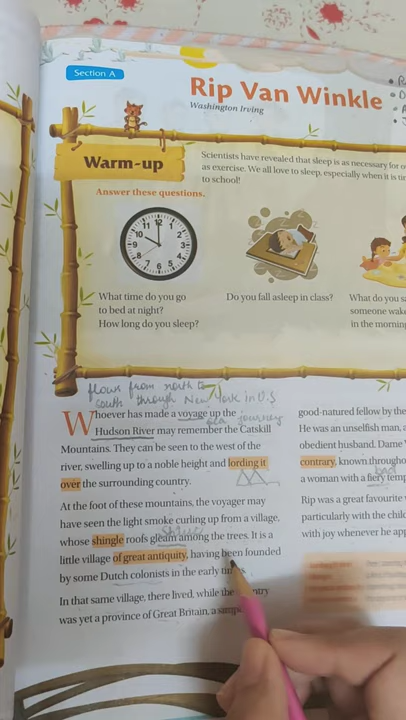 Section A
Rip Van Winkle
Washington Irving
Warm-up
Scientists have revealed that sleep is as necessary for
as exercise. We all love to sleep, especially when it is
to school!
Answer these questions.
What time do you go
to bed at night?
How long do you sleep?
Do you fall asleep in class?
What do you
someone
in the
flows from north to
south through New York in U.S
sea journey
Whoever has made a voyage up the
Hudson River may remember the Catskill
Mountains. They can be seen to the west of the
river, swelling up to a noble height and lording it
over the surrounding country.
At the foot of these mountains, the voyager may
have seen the light smoke curling up from a village,
shine
whose shingle roofs gleam among the trees. It is a
little village of great antiquity, having been founded
by some Dutch colonists in the early
In that same village, there lived, while the
was yet a province of Great Britain, a
good-natured fellow by the
He was an unselfish man,
obedient husband. Dame
contrary, known
bad
a woman with a fiery
Rip was a great favourite
particularly with the
with joy whenever he